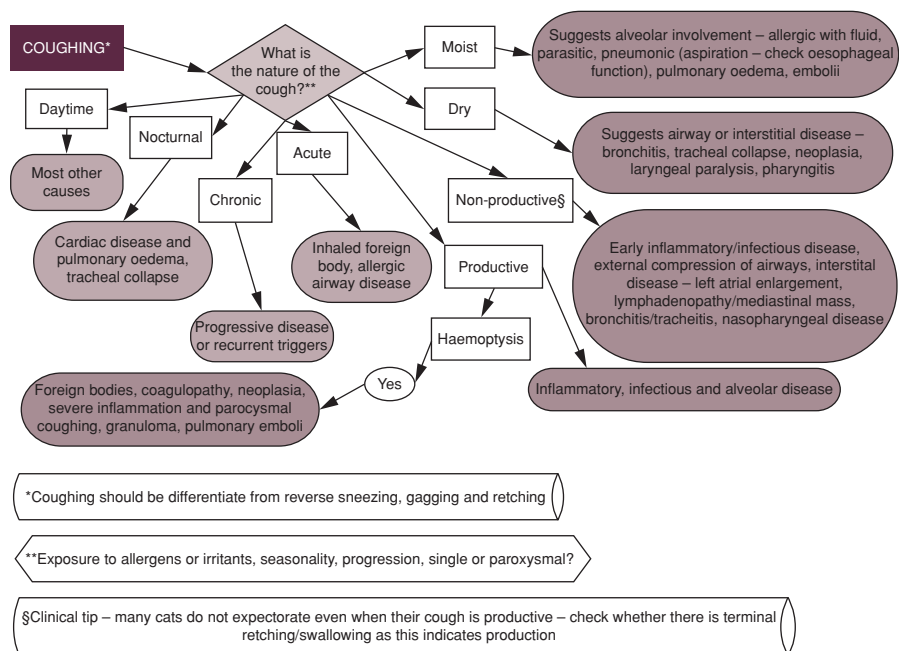 COUGHING*
What is
the nature of the
cough?**
Moist
Suggests alveolar involvement – allergic with fluid,
parasitic, pneumonic (aspiration – check oesophageal
function), pulmonary oedema, embolii
Daytime
Dry
Nocturnal
Acute
Suggests airway or interstitial disease –
bronchitis, tracheal collapse, neoplasia,
laryngeal paralysis, pharyngitis
Most other
causes
Chronic
Non-productive§
Cardiac disease and
pulmonary oedema,
tracheal collapse
Inhaled foreign
body, allergic
airway disease
Productive
Early inflammatory/infectious disease,
external compression of airways, interstital
disease – left atrial enlargement,
lymphadenopathy/mediastinal mass,
bronchitis/tracheitis, nasopharyngeal disease
Progressive disease
or recurrent triggers
Haemoptysis
Yes
Foreign bodies, coagulopathy, neoplasia,
severe inflammation and parocysmal
coughing, granuloma, pulmonary emboli
Inflammatory, infectious and alveolar disease
*Coughing should be differentiate from reverse sneezing, gagging and retching
**Exposure to allergens or irritants, seasonality, progression, single or paroxysmal?
§Clinical tip – many cats do not expectorate even when their cough is productive – check whether there is terminal
retching/swallowing as this indicates production